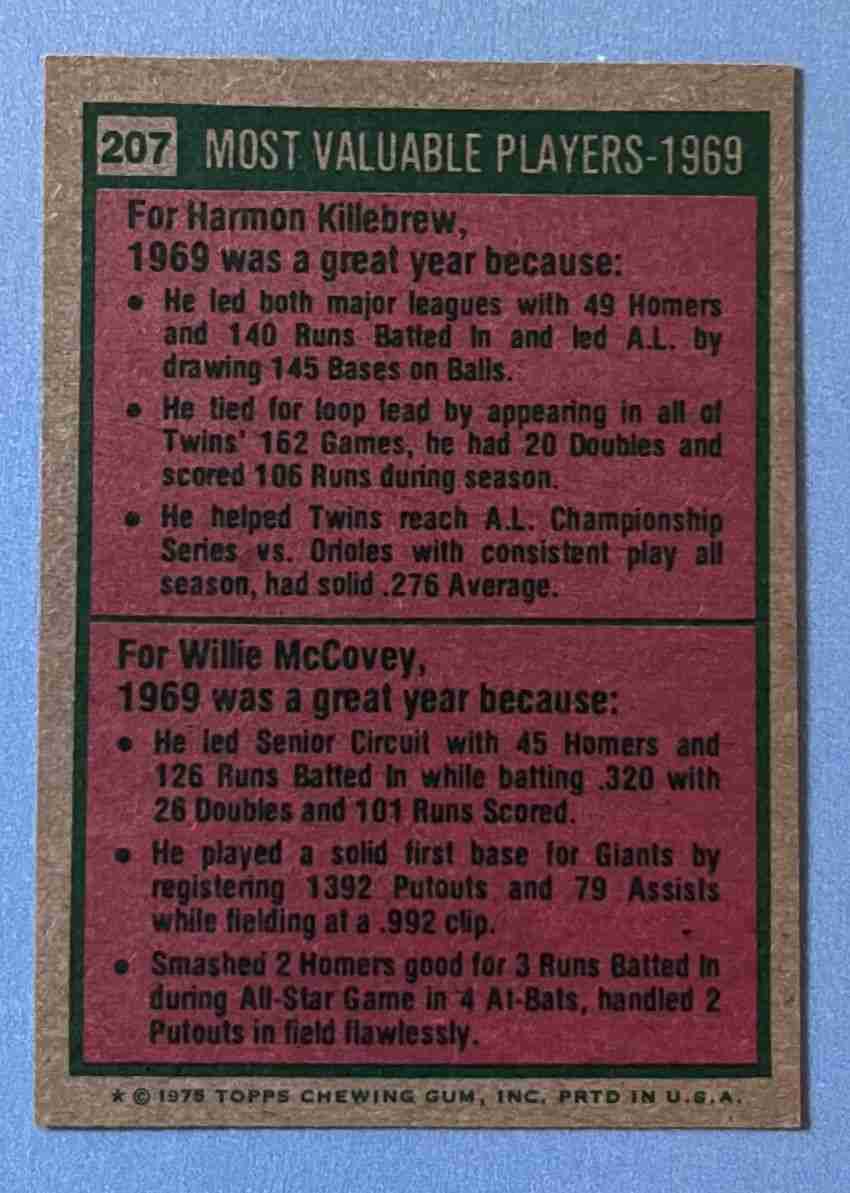 207 MOST VALUABLE PLAYERS-1969
For Harmon Killebrew,
1969 was a great year because:
• He led both major leagues with 49 Homers
and 140 Runs Batted In and led A.L. by
drawing 145 Bases on Balls.
• He tied for loop lead by appearing in all of
Twins' 162 Games, he had 20 Doubles and
scored 106 Runs during season.
• He helped Twins reach A.L. Championship
Series vs. Orioles with consistent play all
season, had solid .276 Average.
For Willie McCovey,
1969 was a great year because:
• He led Senior Circuit with 45 Homers and
126 Runs Batted In while batting .320 with
26 Doubles and 101 Runs Scored.
• He played a solid first base for Giants by
registering 1392 Putouts and 79 Assists
while fielding at a .992 clip.
• Smashed 2 Homers good for 3 Runs Batted In
during All-Star Game in 4 At-Bats, handled 2
Putouts in field flawlessly.
* © 1975 TOPPS CHEWING GUM, INC. PRTD IN U.S.A.